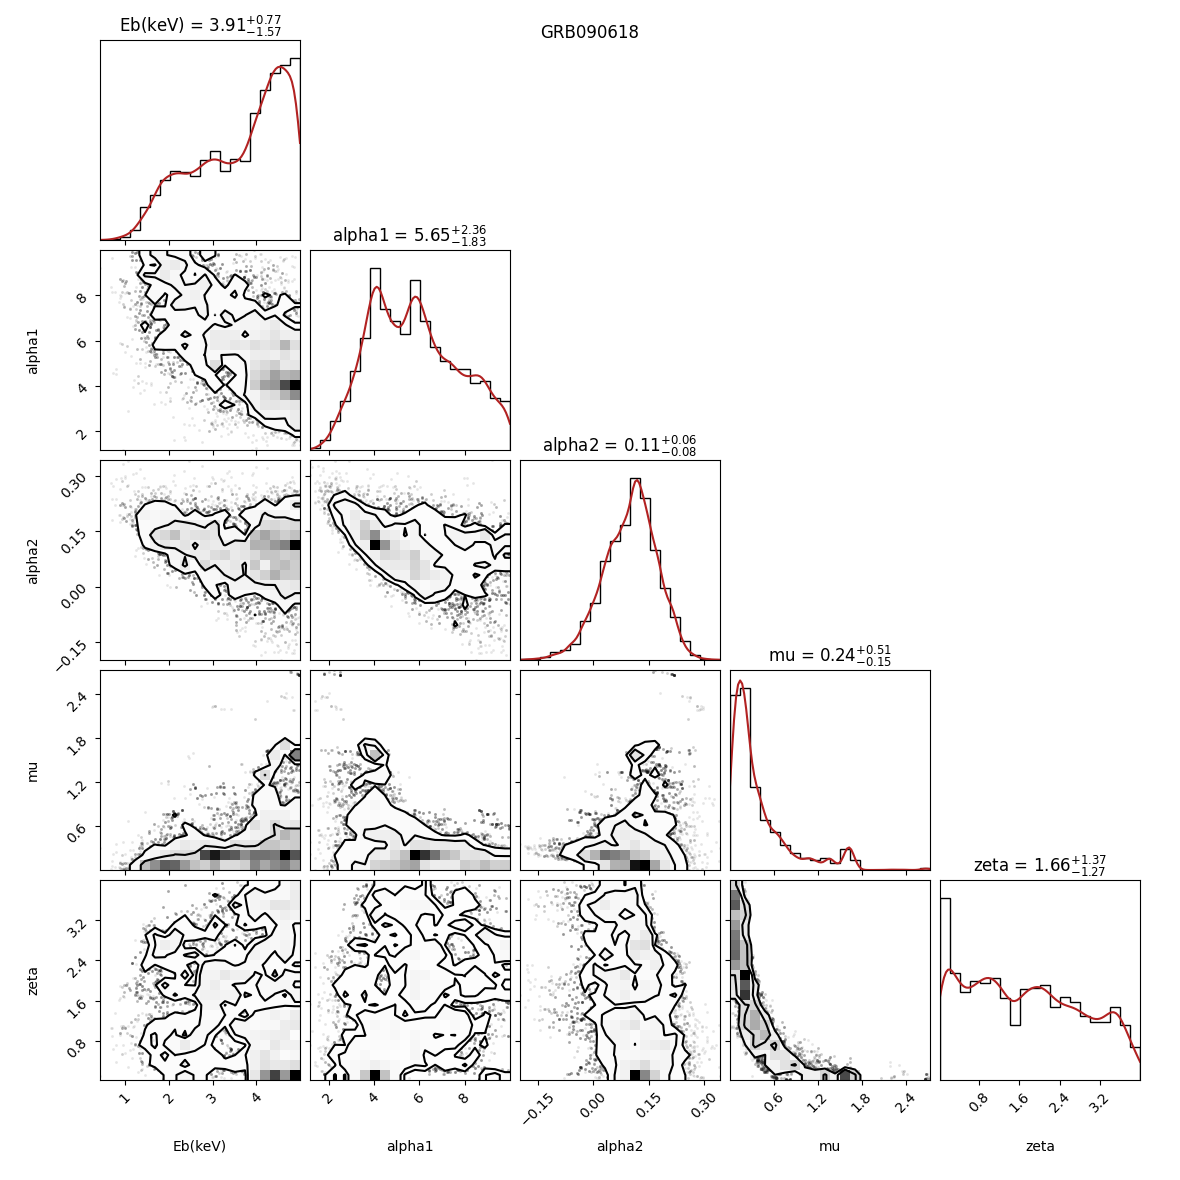 Eb(keV) = 3.91+0.77−1.57
GRB090618
alpha1 = 5.65+2.36−1.83
alpha1
8
6
4
2
alpha2 = 0.11+0.06−0.08
alpha2
0.30
0.15
0.00
−0.15
mu = 0.24+0.51−0.15
mu
2.4
1.8
1.2
0.6
zeta = 1.66+1.37−1.27
zeta
3.2
2.4
1.6
0.8
1 2 3 4
2 4 6 8
−0.15 0.00 0.15 0.30
0.6 1.2 1.8 2.4
0.8 1.6 2.4 3.2
Eb(keV)
alpha1
alpha2
mu
zeta